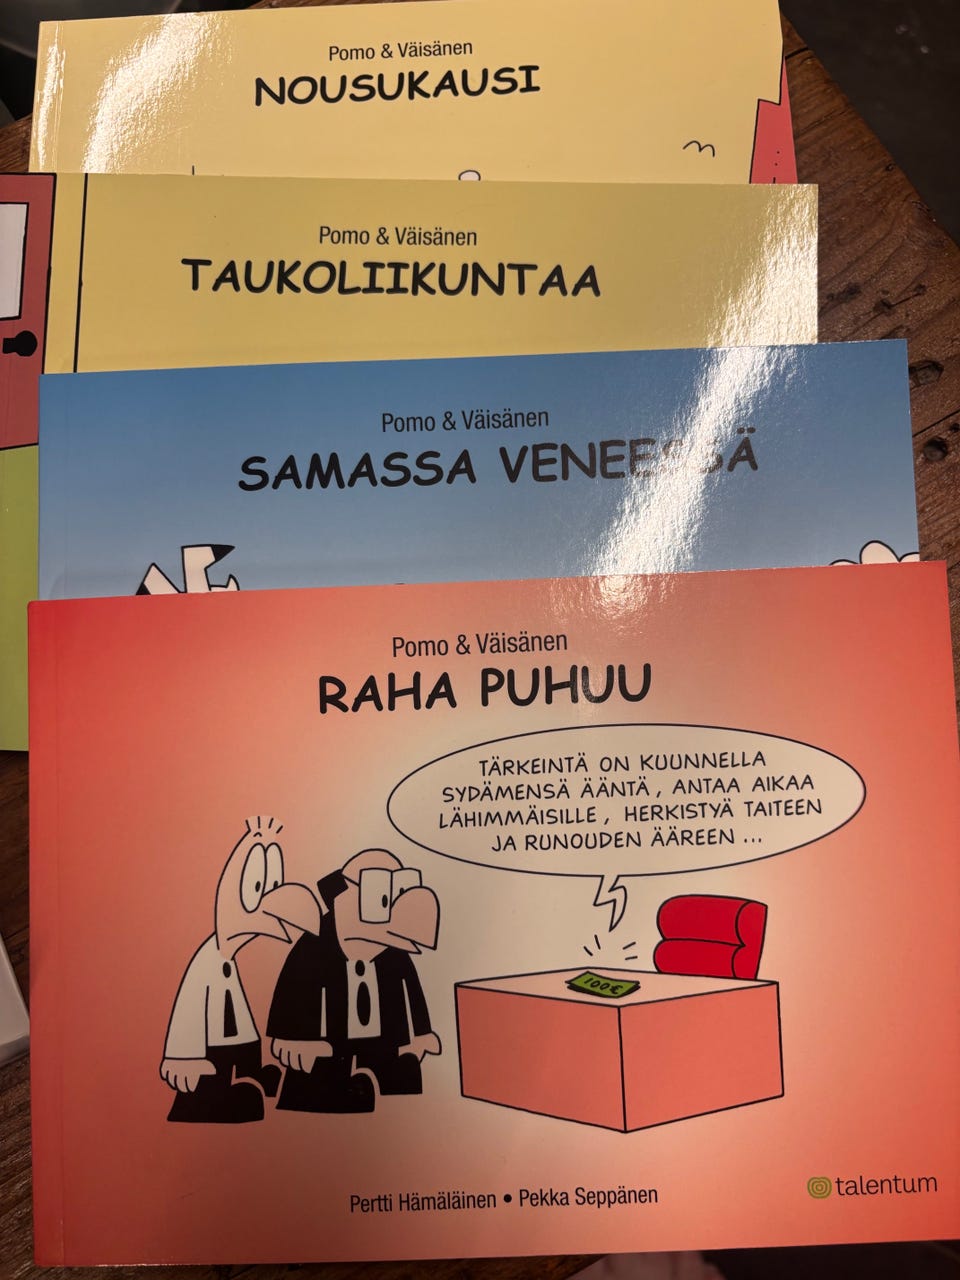 Pomo & Väisänen
NOUSUKAUSI
Pomo & Väisänen
TAUKOLIIKUNTAA
Pomo & Väisänen
SAMASSA VENEESSÄ
Pomo & Väisänen
RAHA PUHUU
TÄRKEINTÄ ON KUUNNELLA
SYDÄMENSÄ ÄÄNTÄ, ANTAA AIKAA
LÄHIMMÄISILLE, HERKISTYÄ TAITEEN
JA RUNOUDEN ÄÄREEN ...
100€
Pertti Hämäläinen • Pekka Seppänen
talentum